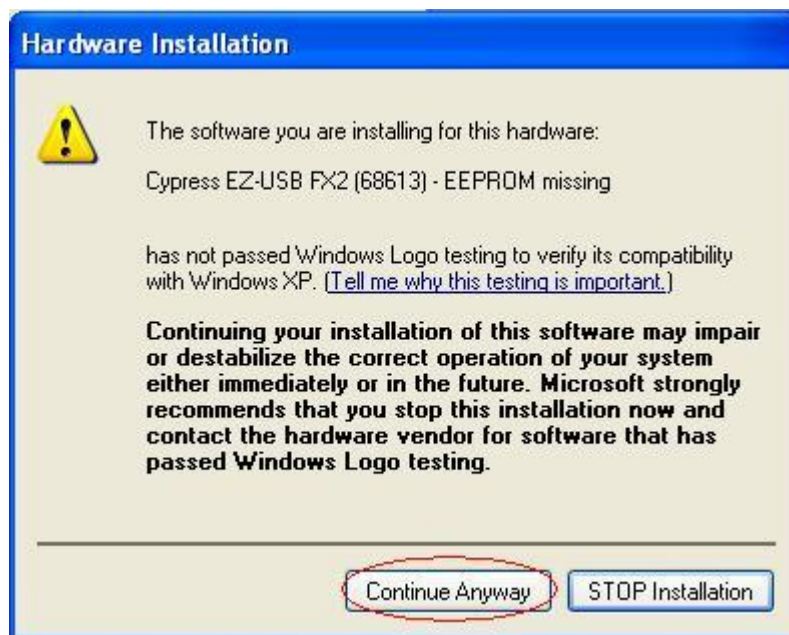 Hardware Installation
The software you are installing for this hardware:
Cypress EZ-USB FX2 (68613) - EEPROM missing
has not passed Windows Logo testing to verify its compatibility
with Windows XP. (Tell me why this testing is important.)
Continuing your installation of this software may impair
or destabilize the correct operation of your system
either immediately or in the future. Microsoft strongly
recommends that you stop this installation now and
contact the hardware vendor for software that has
passed Windows Logo testing.
Continue Anyway
STOP Installation